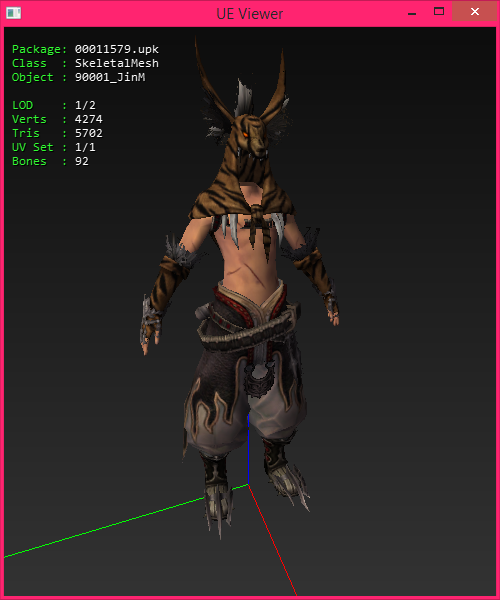 UE Viewer
Package: 00011579.upk
Class : SkeletalMesh
Object : 90001_JinM
LOD : 1/2
Verts : 4274
Tris : 5702
UV Set : 1/1
Bones : 92